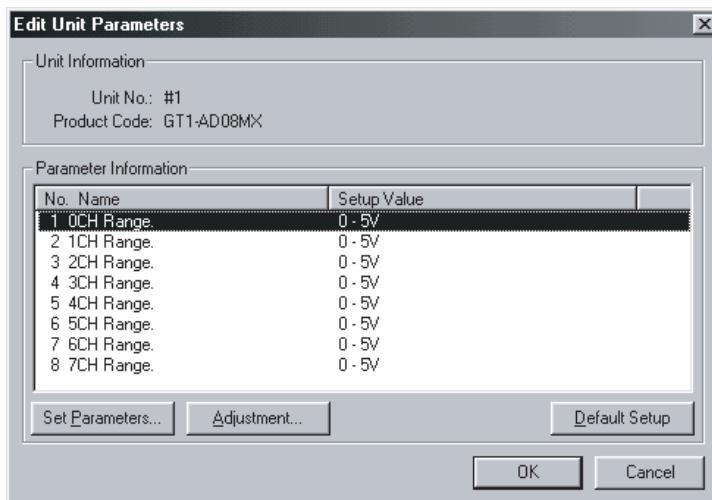 Edit Unit Parameters
Unit Information
Unit No.: #1
Product Code: GT1-AD08MX
Parameter Information
No. Name Setup Value
1 0CH Range. 0 - 5V
2 1CH Range. 0 - 5V
3 2CH Range. 0 - 5V
4 3CH Range. 0 - 5V
5 4CH Range. 0 - 5V
6 5CH Range. 0 - 5V
7 6CH Range. 0 - 5V
8 7CH Range. 0 - 5V
Set Parameters... Adjustment... Default Setup
OK Cancel